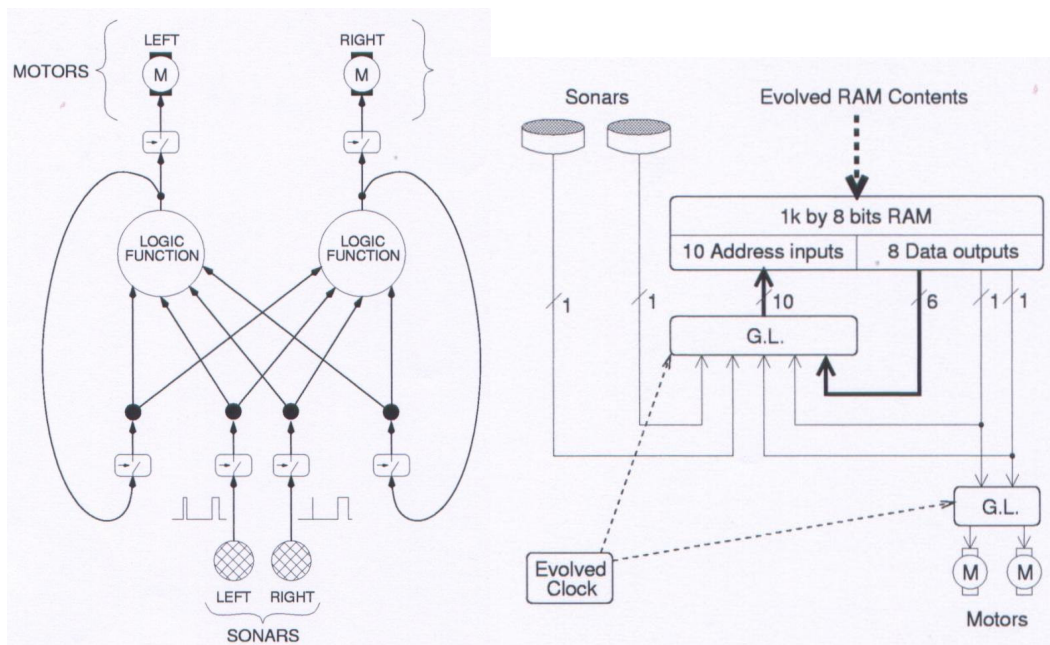 LEFT
RIGHT
MOTORS
M
M
LOGIC
FUNCTION
LOGIC
FUNCTION
LEFT
RIGHT
SONARS
Sonars
Evolved RAM Contents
1k by 8 bits RAM
10 Address inputs
8 Data outputs
1
1
10
6
1
1
G.L.
G.L.
Evolved
Clock
M
M
Motors